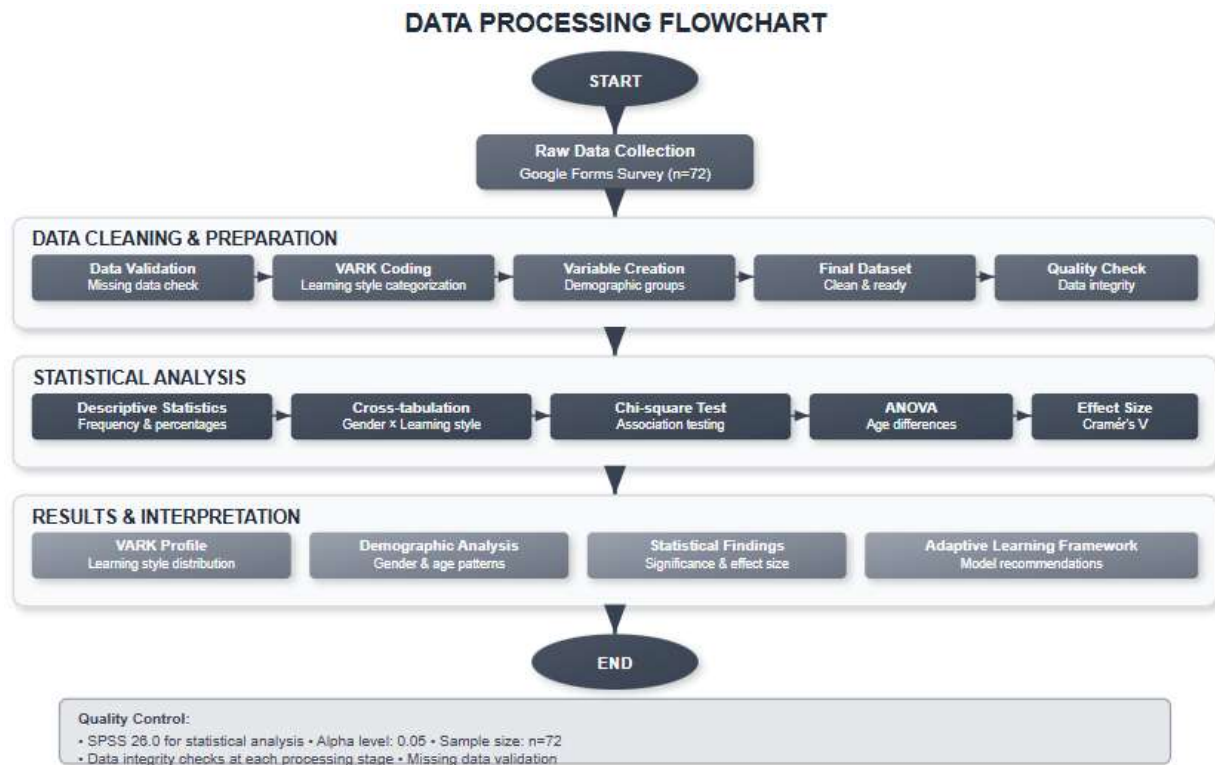 DATA PROCESSING FLOWCHART
START
Raw Data Collection
Google Forms Survey (n=72)
DATA CLEANING & PREPARATION
Data Validation
Missing data check
VARK Coding
Learning style categorization
Variable Creation
Demographic groups
Final Dataset
Clean & ready
Quality Check
Data integrity
STATISTICAL ANALYSIS
Descriptive Statistics
Frequency & percentages
Cross-tabulation
Gender × Learning style
Chi-square Test
Association testing
ANOVA
Age differences
Effect Size
Cramér's V
RESULTS & INTERPRETATION
VARK Profile
Learning style distribution
Demographic Analysis
Gender & age patterns
Statistical Findings
Significance & effect size
Adaptive Learning Framework
Model recommendations
END
Quality Control:
• SPSS 26.0 for statistical analysis • Alpha level: 0.05 • Sample size: n=72
• Data integrity checks at each processing stage • Missing data validation